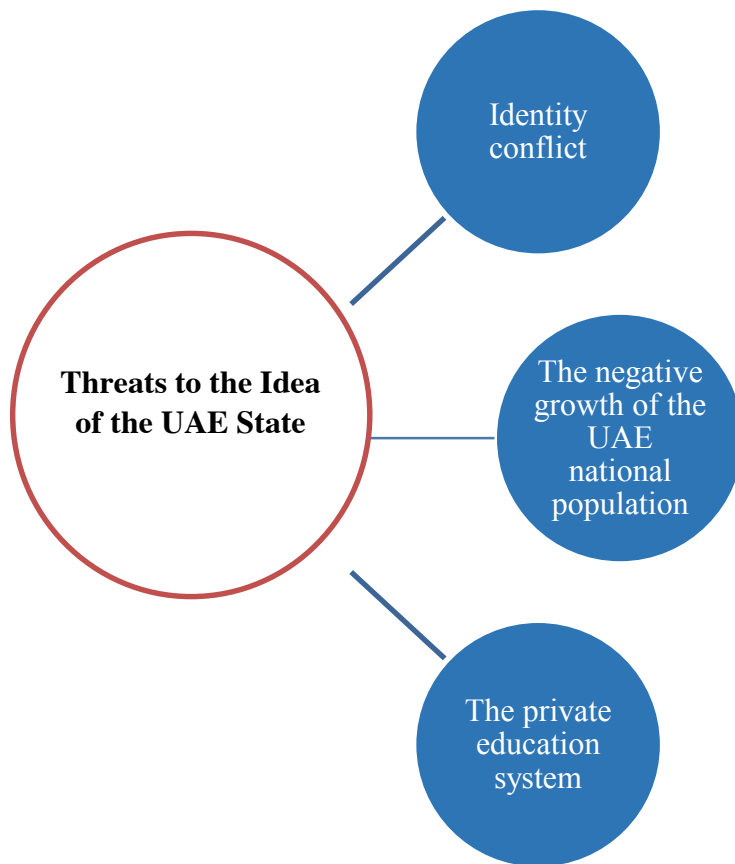 Identity
conflict
Threats to the Idea
of the UAE State
The negative
growth of the
UAE
national
population
The private
education
system